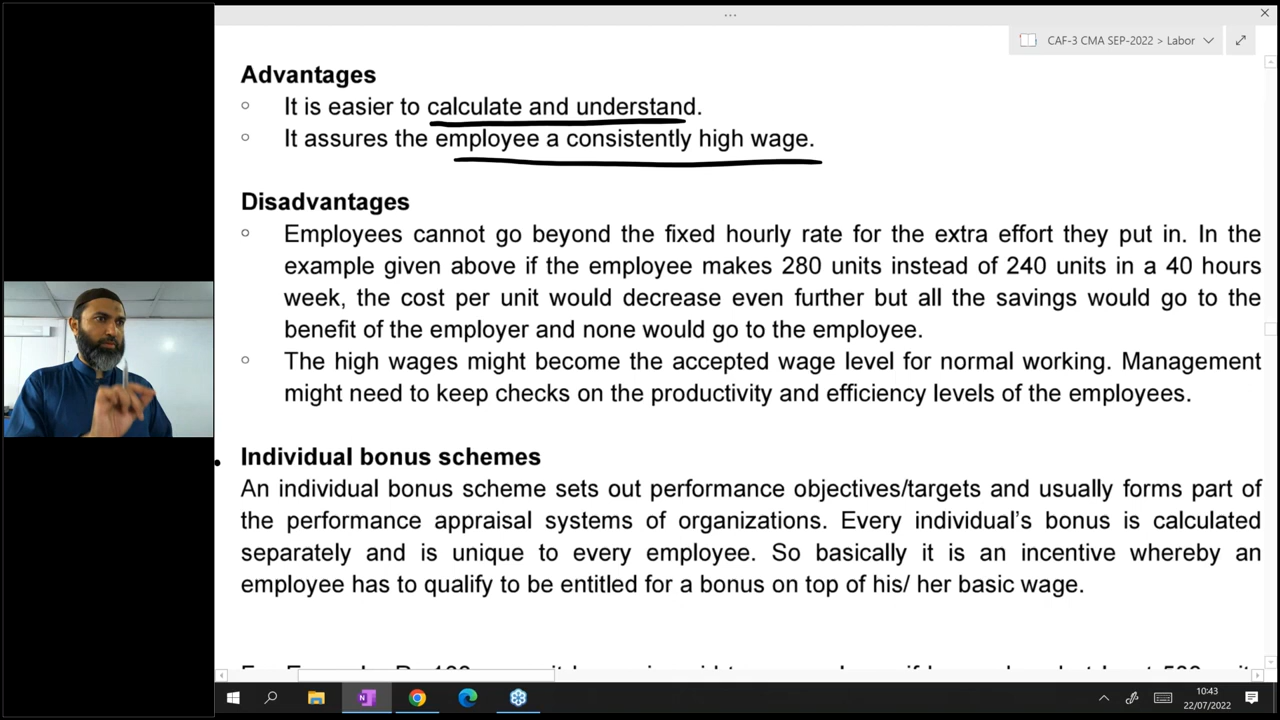 CAF-3 CMA SEP-2022 > Labor
Advantages
It is easier to calculate and understand.
It assures the employee a consistently high wage.
Disadvantages
Employees cannot go beyond the fixed hourly rate for the extra effort they put in. In the
example given above if the employee makes 280 units instead of 240 units in a 40 hours
week, the cost per unit would decrease even further but all the savings would go to the
benefit of the employer and none would go to the employee.
The high wages might become the accepted wage level for normal working. Management
might need to keep checks on the productivity and efficiency levels of the employees.
Individual bonus schemes
An individual bonus scheme sets out performance objectives/targets and usually forms part of
the performance appraisal systems of organizations. Every individual's bonus is calculated
separately and is unique to every employee. So basically it is an incentive whereby an
employee has to qualify to be entitled for a bonus on top of his/ her basic wage.
10:43
22/07/2022